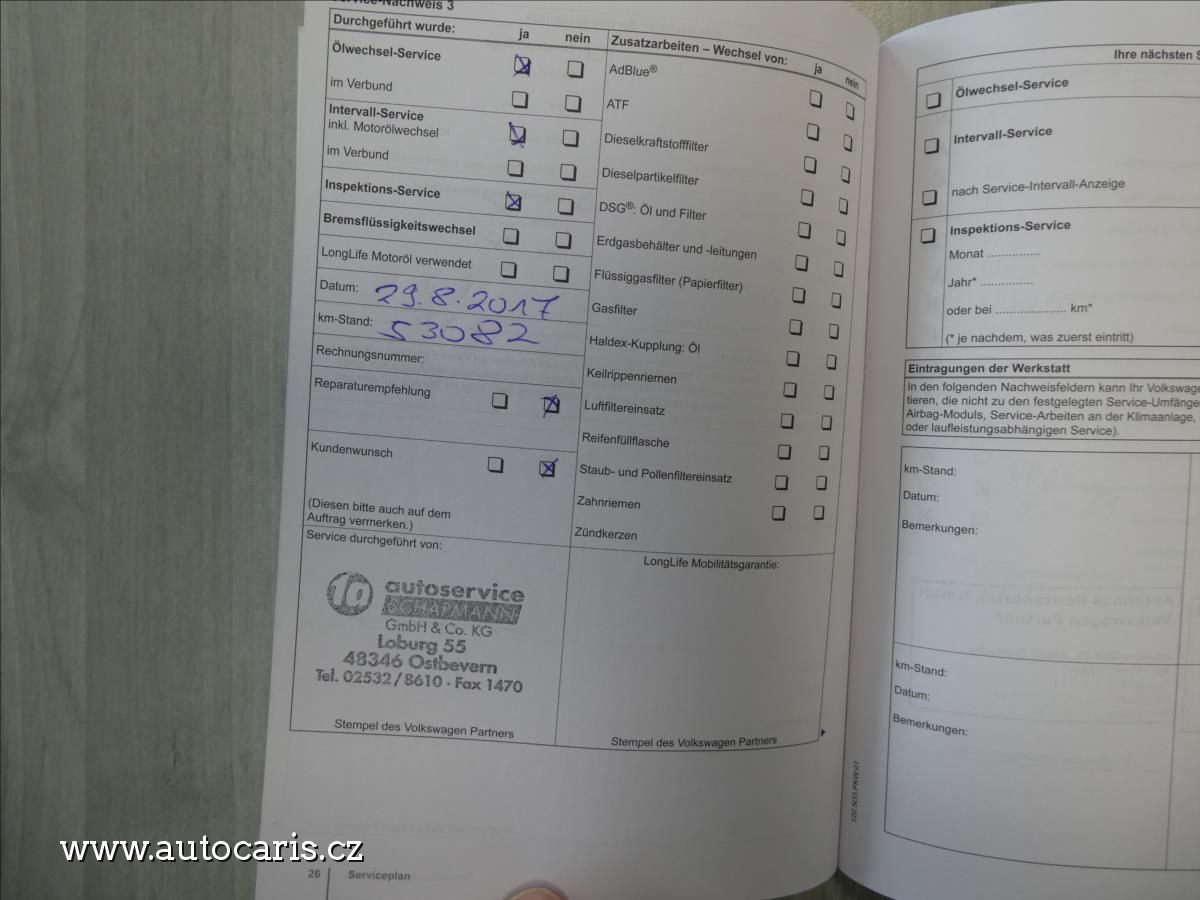 Service-Nachweis 3
Durchgeführt wurde: ja nein
Ölwechsel-Service
im Verbund
Intervall-Service
inkl. Motorölwechsel
im Verbund
Inspektions-Service
Bremsflüssigkeitswechsel
LongLife Motoröl verwendet
Datum: 29.8.2017
km-Stand: 53082
Rechnungsnummer:
Reparaturempfehlung
Kundenwunsch
(Diesen bitte auch auf dem
Auftrag vermerken.)
Service durchgeführt von:
10 autoservice
SCHAPMANN
GmbH & Co. KG
Loburg 55
48346 Ostbevern
Tel. 02532/8610 · Fax 1470
Stempel des Volkswagen Partners
Zusatzarbeiten – Wechsel von: ja nein
AdBlue®
ATF
Dieselkraftstofffilter
Dieselpartikelfilter
DSG®: Öl und Filter
Erdgasbehälter und -leitungen
Flüssiggasfilter (Papierfilter)
Gasfilter
Haldex-Kupplung: Öl
Keilrippenriemen
Luftfiltereinsatz
Reifenfüllflasche
Staub- und Pollenfiltereinsatz
Zahnriemen
Zündkerzen
LongLife Mobilitätsgarantie:
Stempel des Volkswagen Partners
26 Serviceplan
122.5D3.PKW.01
Ihre nächsten S
Ölwechsel-Service
Intervall-Service
nach Service-Intervall-Anzeige
Inspektions-Service
Monat ...............
Jahr* ..............
oder bei .................... km*
(* je nachdem, was zuerst eintritt)
Eintragungen der Werkstatt
In den folgenden Nachweisfeldern kann Ihr Volkswage
tieren, die nicht zu den festgelegten Service-Umfänge
Airbag-Moduls, Service-Arbeiten an der Klimaanlage,
oder laufleistungsabhängigen Service).
km-Stand:
Datum:
Bemerkungen:
km-Stand:
Datum:
Bemerkungen:
www.autocaris.cz